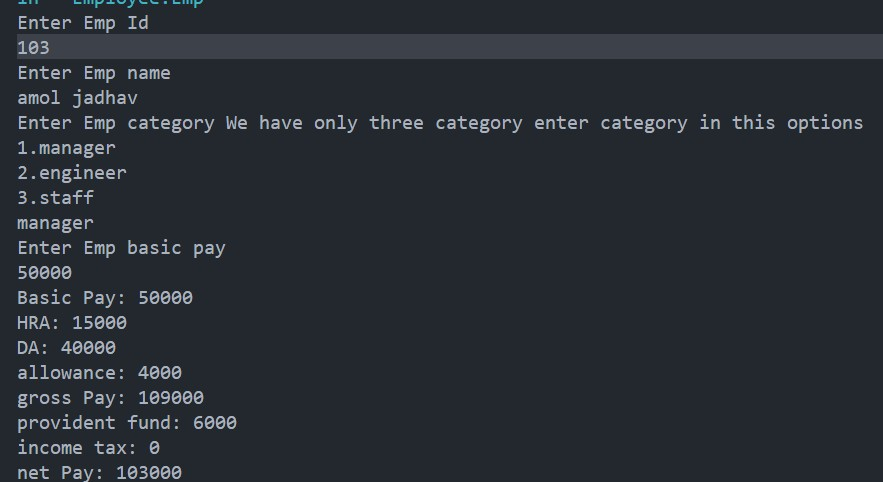 Enter Emp Id
103
Enter Emp name
amol jadhav
Enter Emp category We have only three category enter category in this options
1.manager
2.engineer
3.staff
manager
Enter Emp basic pay
50000
Basic Pay: 50000
HRA: 15000
DA: 40000
allowance: 4000
gross Pay: 109000
provident fund: 6000
income tax: 0
net Pay: 103000